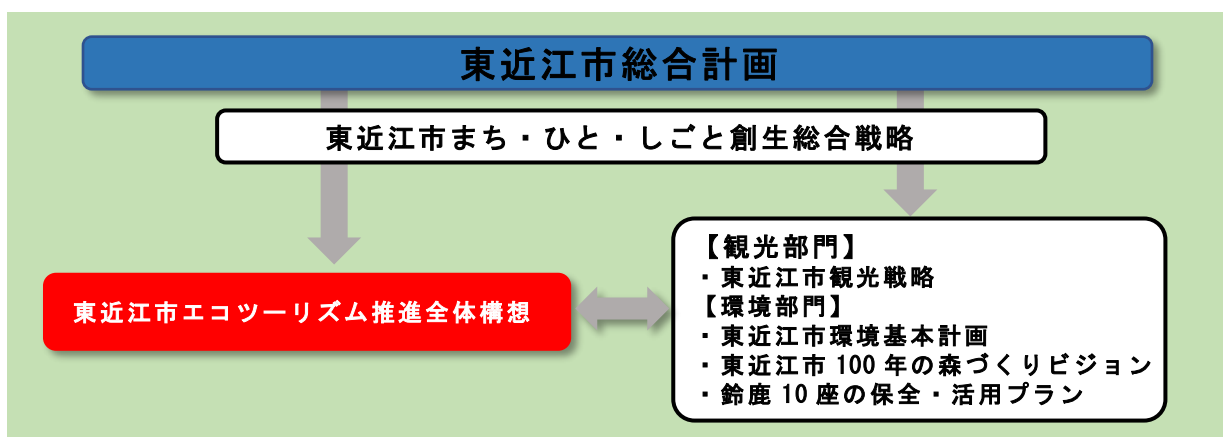 東近江市総合計画
東近江市まち・ひと・しごと創生総合戦略
【観光部門】
・東近江市観光戦略
【環境部門】
・東近江市環境基本計画
・東近江市 100 年の森づくりビジョン
・鈴鹿 10 座の保全・活用プラン
東近江市エコツーリズム推進全体構想